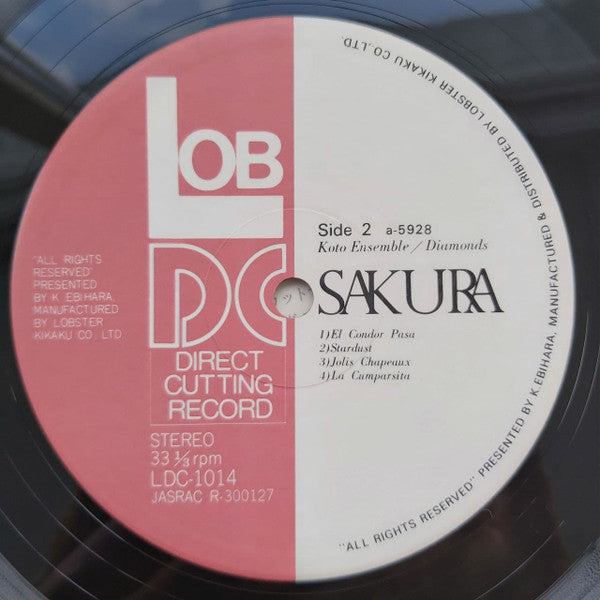 LOB
DC
DIRECT
CUTTING
RECORD
"ALL RIGHTS
RESERVED"
PRESENTED
BY K EBIHARA,
MANUFACTURED
BY LOBSTER
KIKAKU CO., LTD
STEREO
33 ⅓ rpm
LDC-1014
JASRAC R-300127
Side 2 a-5928
Koto Ensemble / Diamonds
SAKURA
1) El Condor Pasa
2) Stardust
3) Jolis Chapeaux
4) La Cumparsita
"ALL RIGHTS RESERVED" PRESENTED BY K EBIHARA, MANUFACTURED & DISTRIBUTED BY LOBSTER KIKAKU CO., LTD.